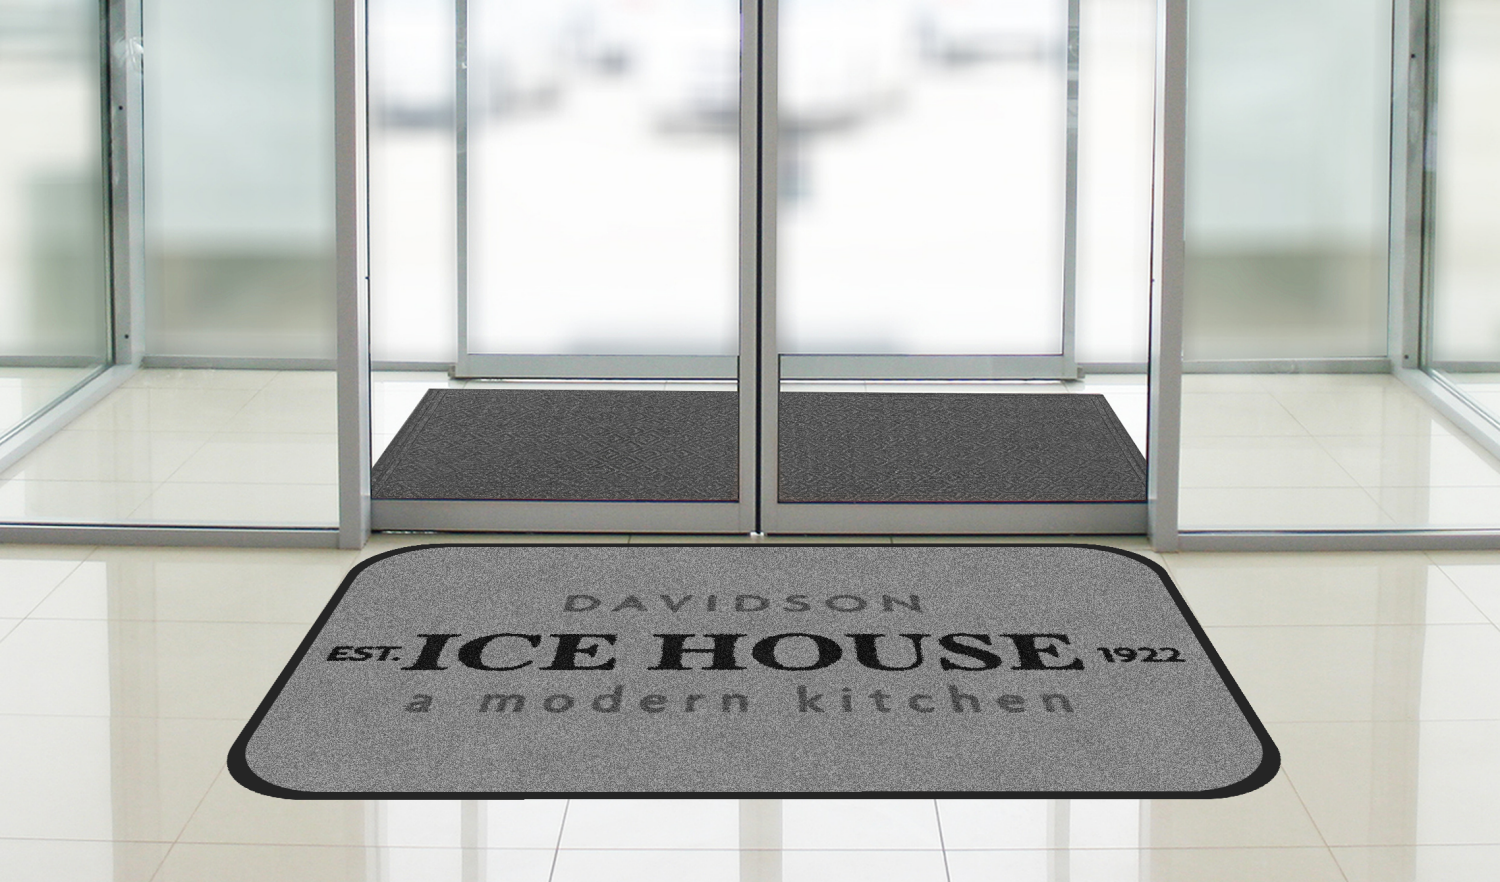 DAVIDSON
EST. ICE HOUSE 1922
a modern kitchen